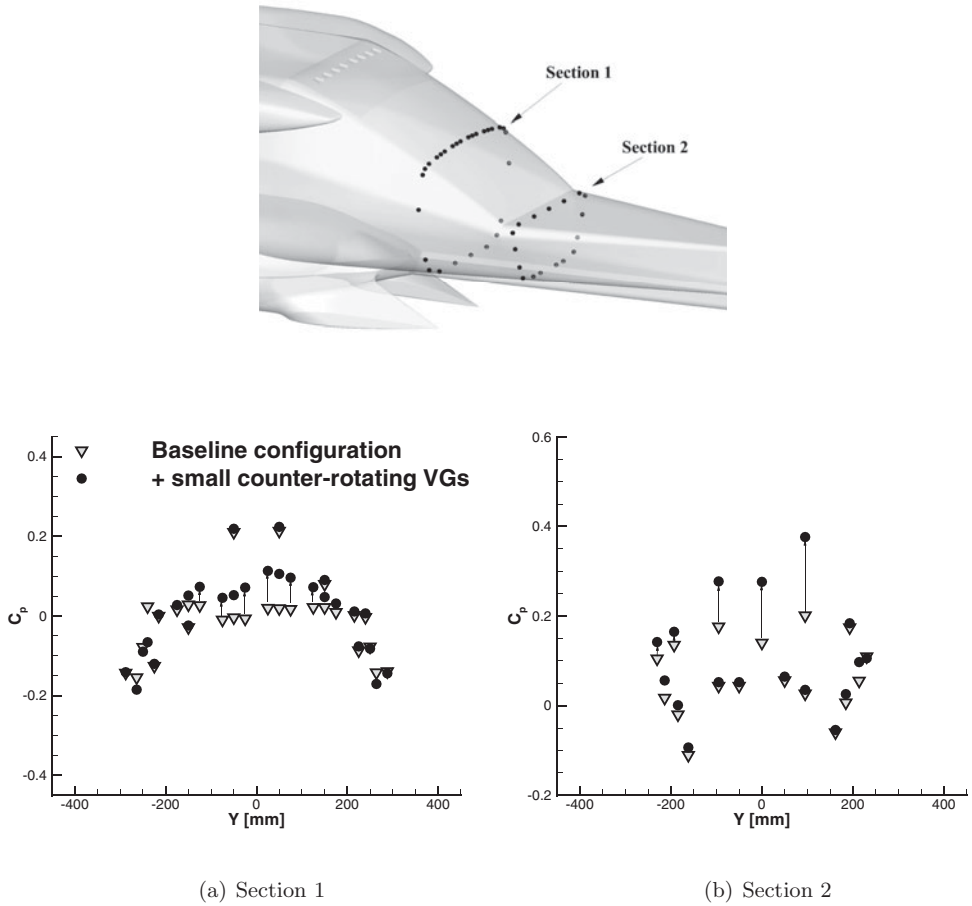 Section 1
Section 2
Baseline configuration
+ small counter-rotating VGs
0.4
0.2
0
-0.2
-0.4
Cp
-400
-200
0
200
400
Y [mm]
0.6
0.4
0.2
0
-0.2
Cp
-400
-200
0
200
400
Y [mm]
(a) Section 1
(b) Section 2